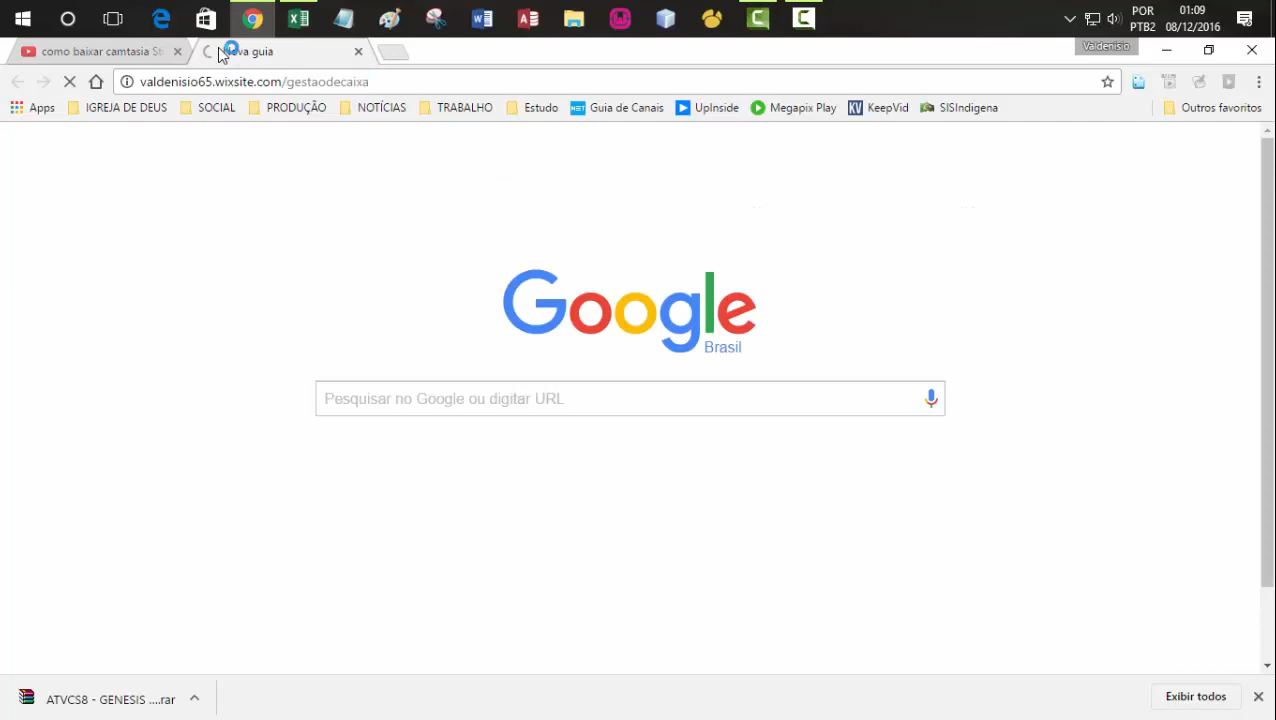 POR 01:09
PTB2 08/12/2016
como baixar camtasia St
Nova guia
Valdenisio
valdenisio65.wixsite.com/gestaodecaixa
Apps IGREJA DE DEUS SOCIAL PRODUÇÃO NOTÍCIAS TRABALHO Estudo NET Guia de Canais UpInside Megapix Play KV KeepVid SISIndigena Outros favoritos
Google
Brasil
Pesquisar no Google ou digitar URL
ATVCS8 - GENESIS ....rar
Exibir todos